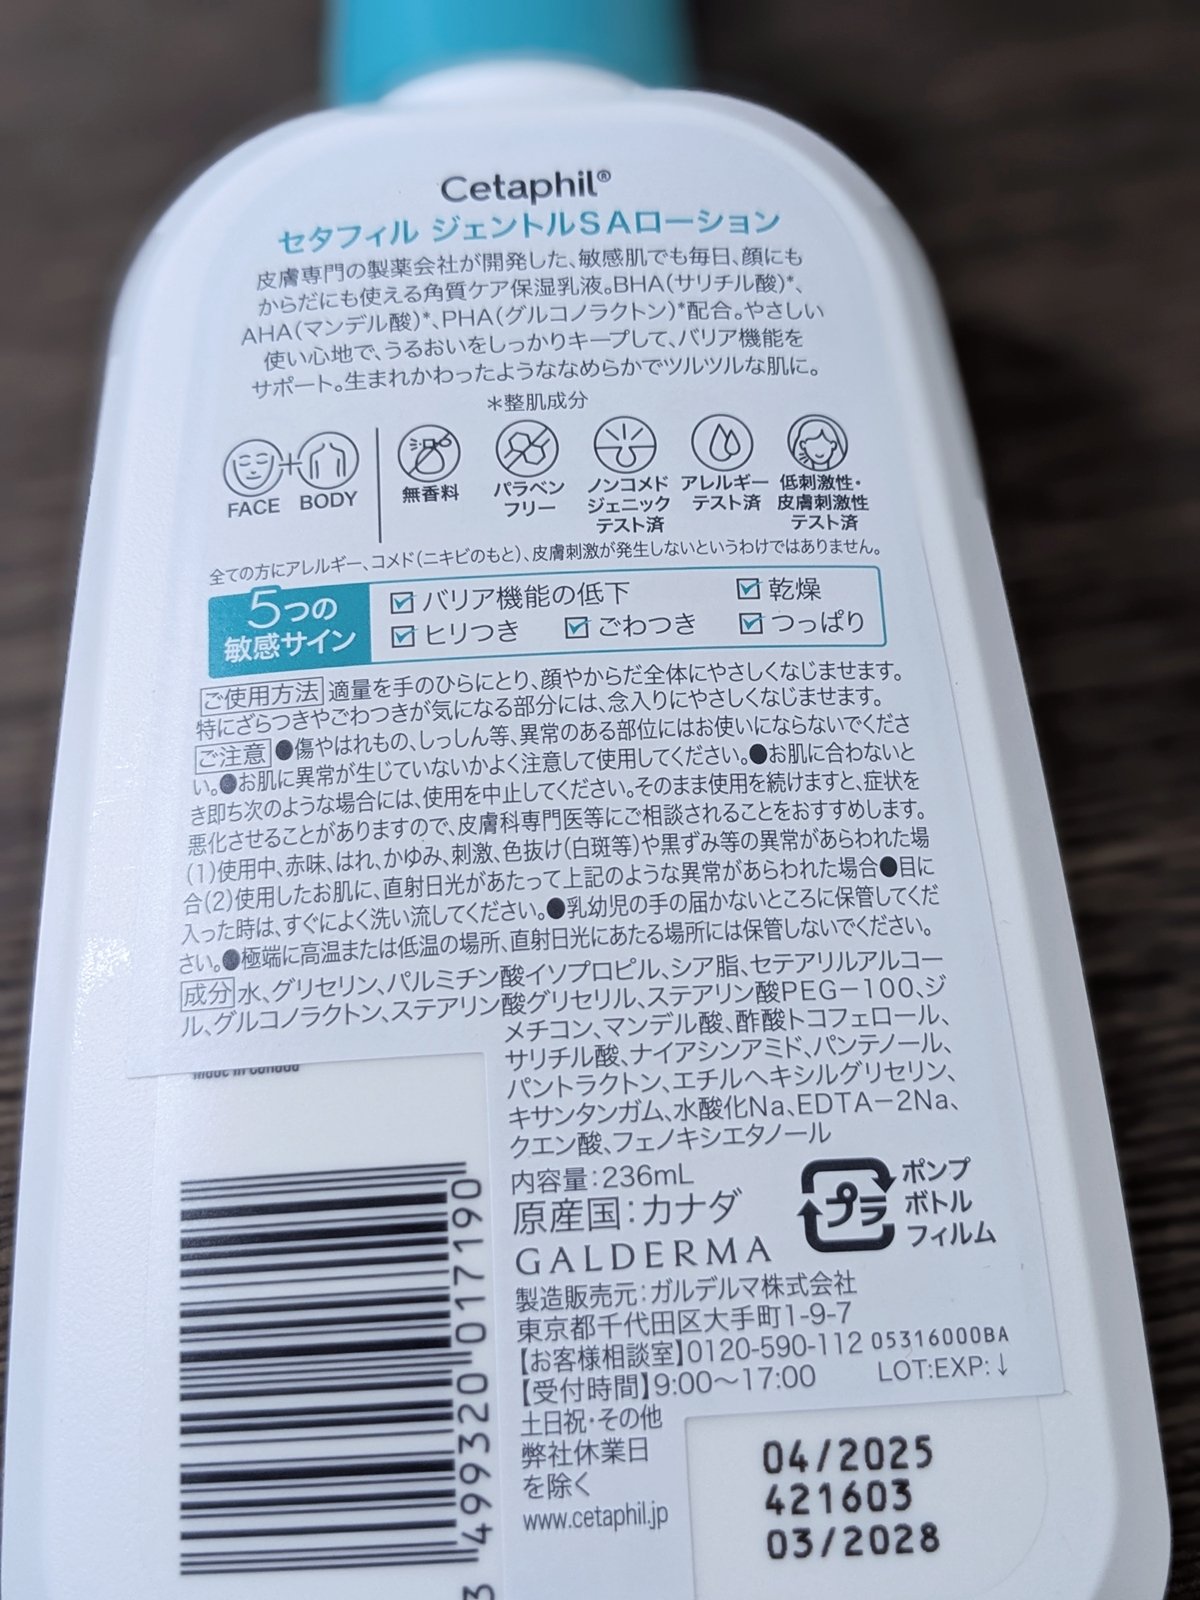 Cetaphil®
セタフィル ジェントルSAローション
皮膚専門の製薬会社が開発した、敏感肌でも毎日、顔にも
からだにも使える角質ケア保湿乳液。BHA(サリチル酸)*、
AHA(マンデル酸)*、PHA(グルコノラクトン)*配合。やさしい
使い心地で、うるおいをしっかりキープして、バリア機能を
サポート。生まれかわったようななめらかでツルツルな肌に。
*整肌成分
FACE + BODY
無香料
パラベン
フリー
ノンコメド
ジェニック
テスト済
アレルギー
テスト済
低刺激性・
皮膚刺激性
テスト済
全ての方にアレルギー、コメド(ニキビのもと)、皮膚刺激が発生しないというわけではありません。
5つの
敏感サイン
バリア機能の低下 乾燥
ヒリつき ごわつき つっぱり
ご使用方法 適量を手のひらにとり、顔やからだ全体にやさしくなじませます。
特にざらつきやごわつきが気になる部分には、念入りにやさしくなじませます。
ご注意 ●傷やはれもの、しっしん等、異常のある部位にはお使いにならないでくださ
い。●お肌に異常が生じていないかよく注意して使用してください。●お肌に合わないと
き即ち次のような場合には、使用を中止してください。そのまま使用を続けますと、症状を
悪化させることがありますので、皮膚科専門医等にご相談されることをおすすめします。
(1)使用中、赤味、はれ、かゆみ、刺激、色抜け(白斑等)や黒ずみ等の異常があらわれた場
合(2)使用したお肌に、直射日光があたって上記のような異常があらわれた場合●目に
入った時は、すぐによく洗い流してください。●乳幼児の手の届かないところに保管してくだ
さい。●極端に高温または低温の場所、直射日光にあたる場所には保管しないでください。
成分 水、グリセリン、パルミチン酸イソプロピル、シア脂、セテアリルアルコー
ル、グルコノラクトン、ステアリン酸グリセリル、ステアリン酸PEG-100、ジ
メチコン、マンデル酸、酢酸トコフェロール、
サリチル酸、ナイアシンアミド、パンテノール、
パントラクトン、エチルヘキシルグリセリン、
キサンタンガム、水酸化Na、EDTA-2Na、
クエン酸、フェノキシエタノール
Made in Canada
3 499320 017190
内容量：236mL
原産国：カナダ
プラ
ポンプ
ボトル
フィルム
GALDERMA
製造販売元：ガルデルマ株式会社
東京都千代田区大手町1-9-7
【お客様相談室】0120-590-112 05316000BA
【受付時間】9:00〜17:00 LOT:EXP:↓
土日祝・その他
弊社休業日
を除く
www.cetaphil.jp
04/2025
421603
03/2028